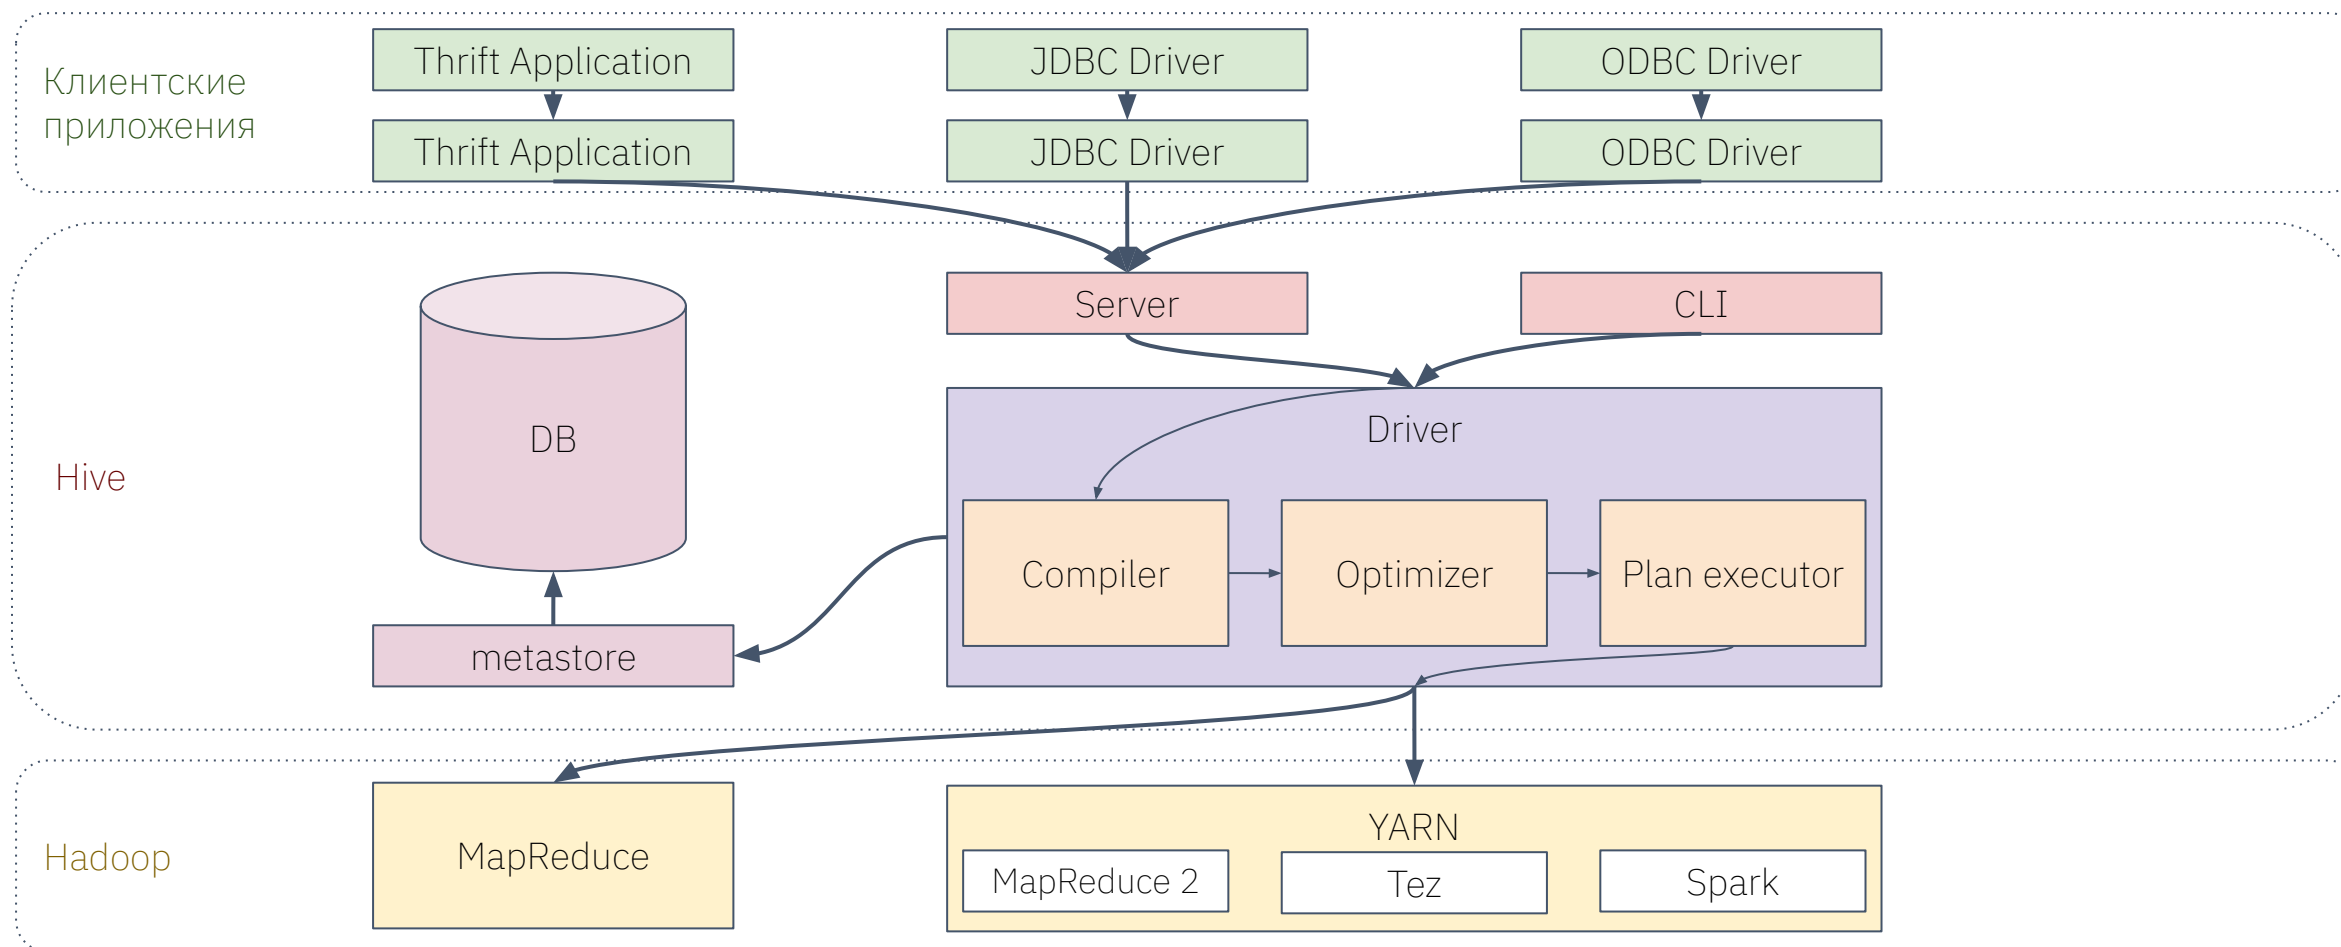 Клиентские
приложения
Thrift Application
JDBC Driver
ODBC Driver
Thrift Application
JDBC Driver
ODBC Driver
Hive
DB
metastore
Server
CLI
Driver
Compiler
Optimizer
Plan executor
Hadoop
MapReduce
YARN
MapReduce 2
Tez
Spark